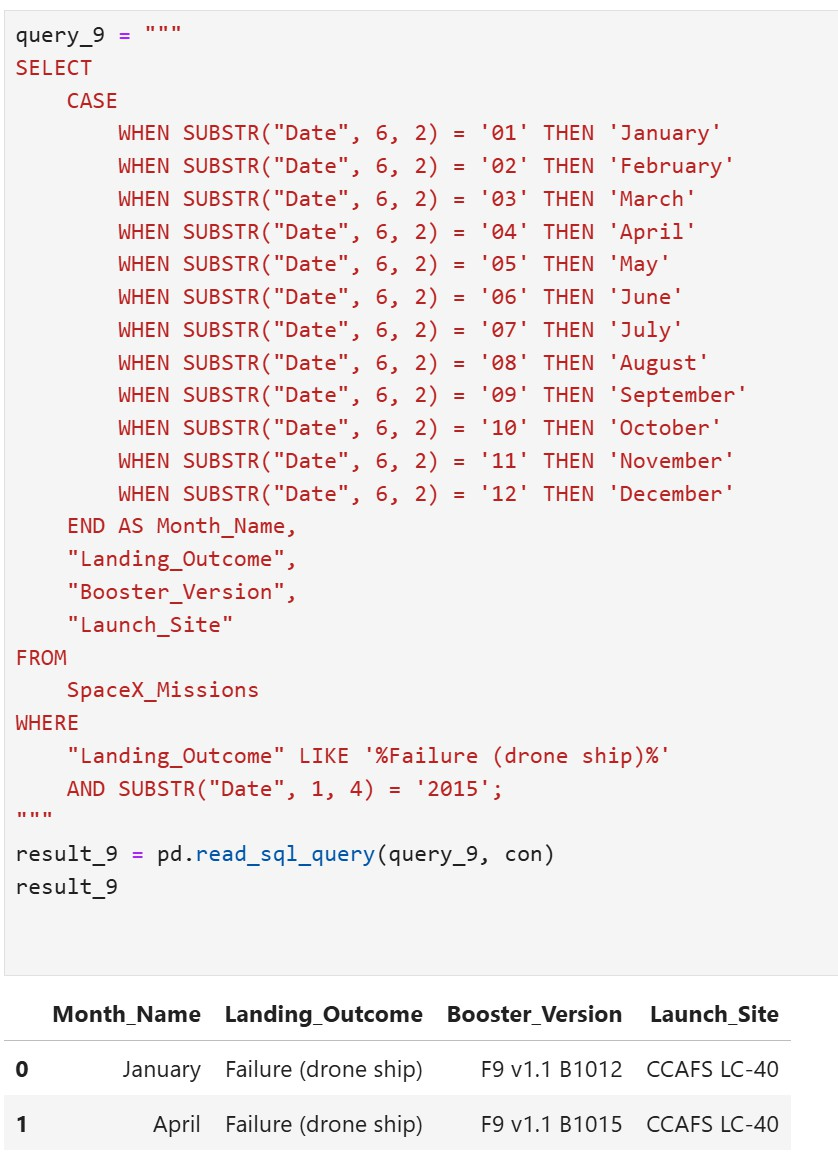 query_9 = """
SELECT
    CASE
        WHEN SUBSTR("Date", 6, 2) = '01' THEN 'January'
        WHEN SUBSTR("Date", 6, 2) = '02' THEN 'February'
        WHEN SUBSTR("Date", 6, 2) = '03' THEN 'March'
        WHEN SUBSTR("Date", 6, 2) = '04' THEN 'April'
        WHEN SUBSTR("Date", 6, 2) = '05' THEN 'May'
        WHEN SUBSTR("Date", 6, 2) = '06' THEN 'June'
        WHEN SUBSTR("Date", 6, 2) = '07' THEN 'July'
        WHEN SUBSTR("Date", 6, 2) = '08' THEN 'August'
        WHEN SUBSTR("Date", 6, 2) = '09' THEN 'September'
        WHEN SUBSTR("Date", 6, 2) = '10' THEN 'October'
        WHEN SUBSTR("Date", 6, 2) = '11' THEN 'November'
        WHEN SUBSTR("Date", 6, 2) = '12' THEN 'December'
    END AS Month_Name,
    "Landing_Outcome",
    "Booster_Version",
    "Launch_Site"
FROM
    SpaceX_Missions
WHERE
    "Landing_Outcome" LIKE '%Failure (drone ship)%'
    AND SUBSTR("Date", 1, 4) = '2015';
"""
result_9 = pd.read_sql_query(query_9, con)
result_9
Month_Name Landing_Outcome Booster_Version Launch_Site
0 January Failure (drone ship) F9 v1.1 B1012 CCAFS LC-40
1 April Failure (drone ship) F9 v1.1 B1015 CCAFS LC-40